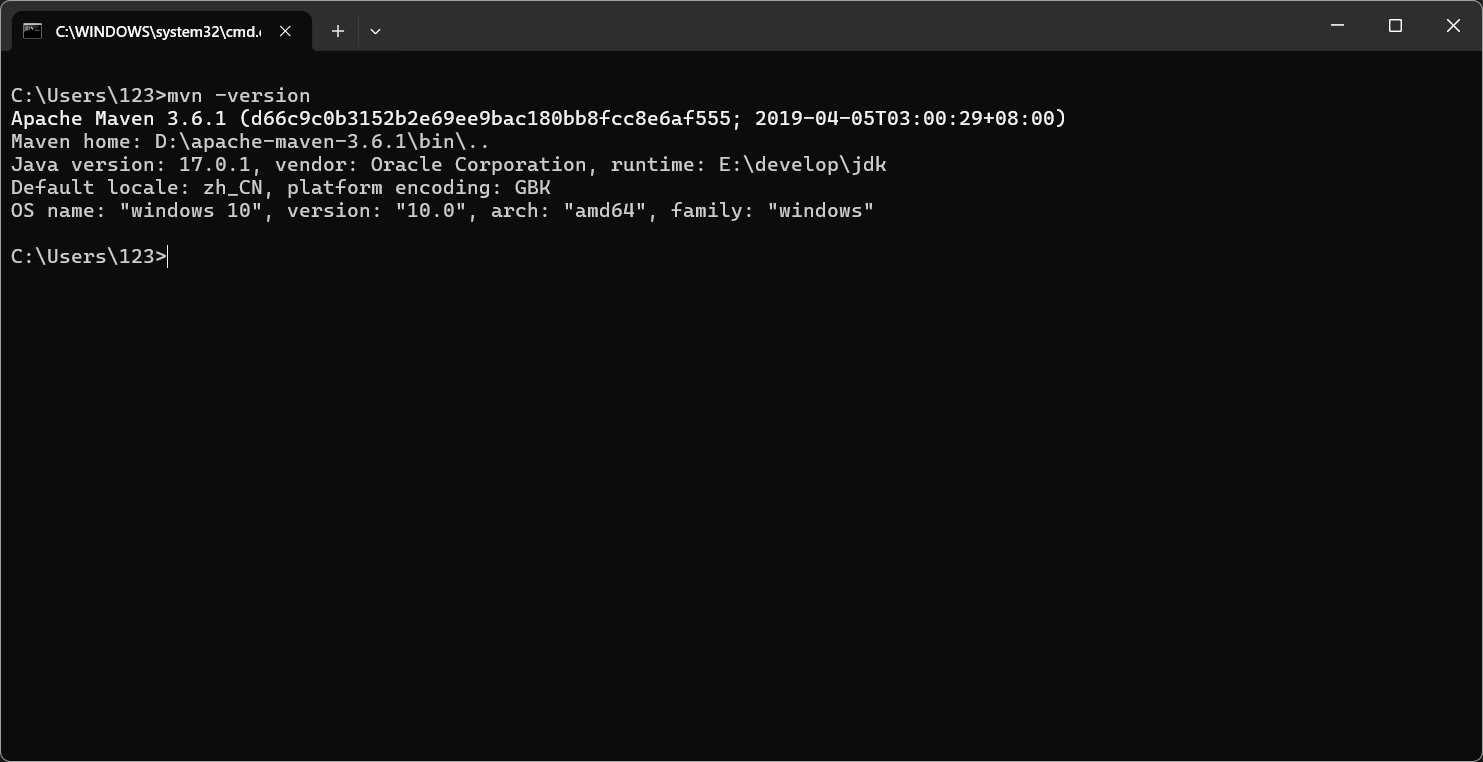 C:\WINDOWS\system32\cmd.
C:\Users\123>mvn -version
Apache Maven 3.6.1 (d66c9c0b3152b2e69ee9bac180bb8fcc8e6af555; 2019-04-05T03:00:29+08:00)
Maven home: D:\apache-maven-3.6.1\bin\..
Java version: 17.0.1, vendor: Oracle Corporation, runtime: E:\develop\jdk
Default locale: zh_CN, platform encoding: GBK
OS name: "windows 10", version: "10.0", arch: "amd64", family: "windows"
C:\Users\123>